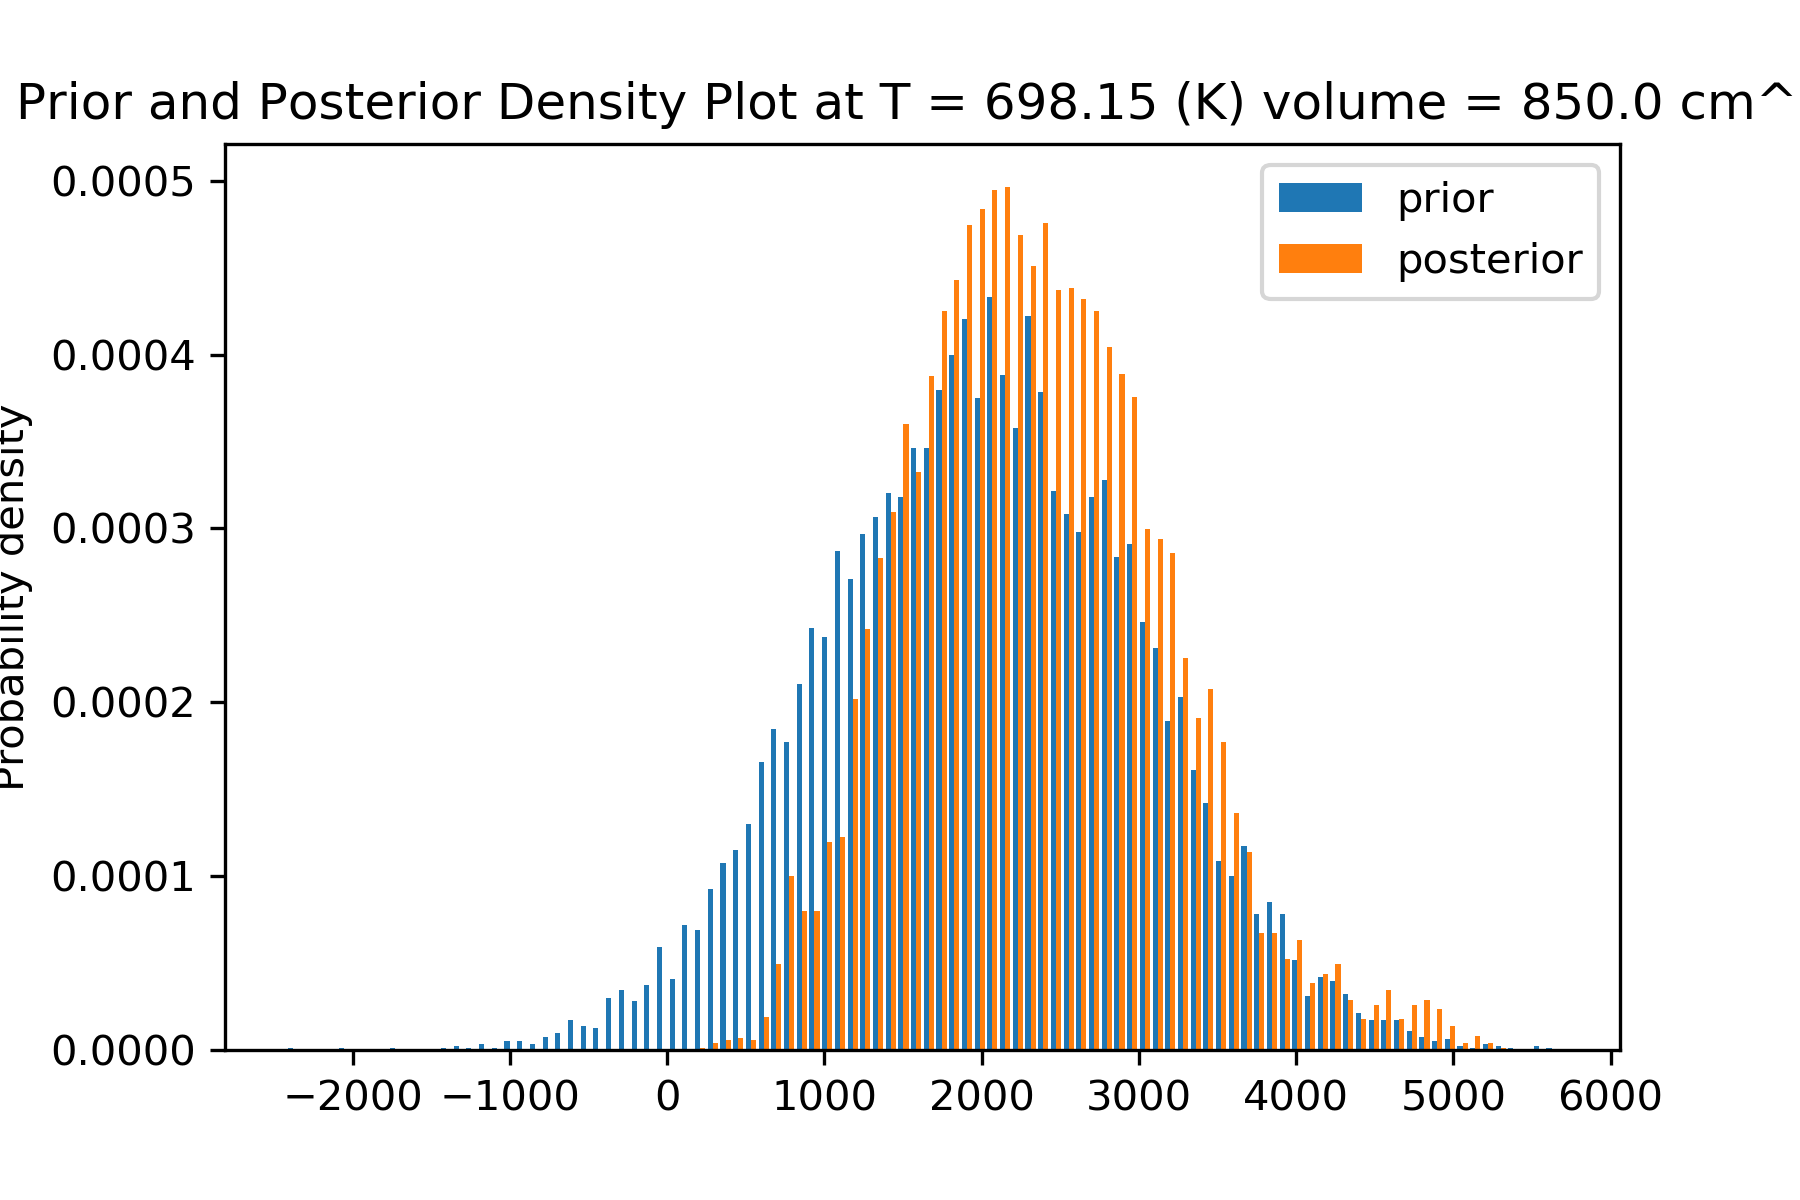 Prior and Posterior Density Plot at T = 698.15 (K) volume = 850.0 cm^
prior
posterior
Probability density
0.0005
0.0004
0.0003
0.0002
0.0001
0.0000
−2000 −1000 0 1000 2000 3000 4000 5000 6000